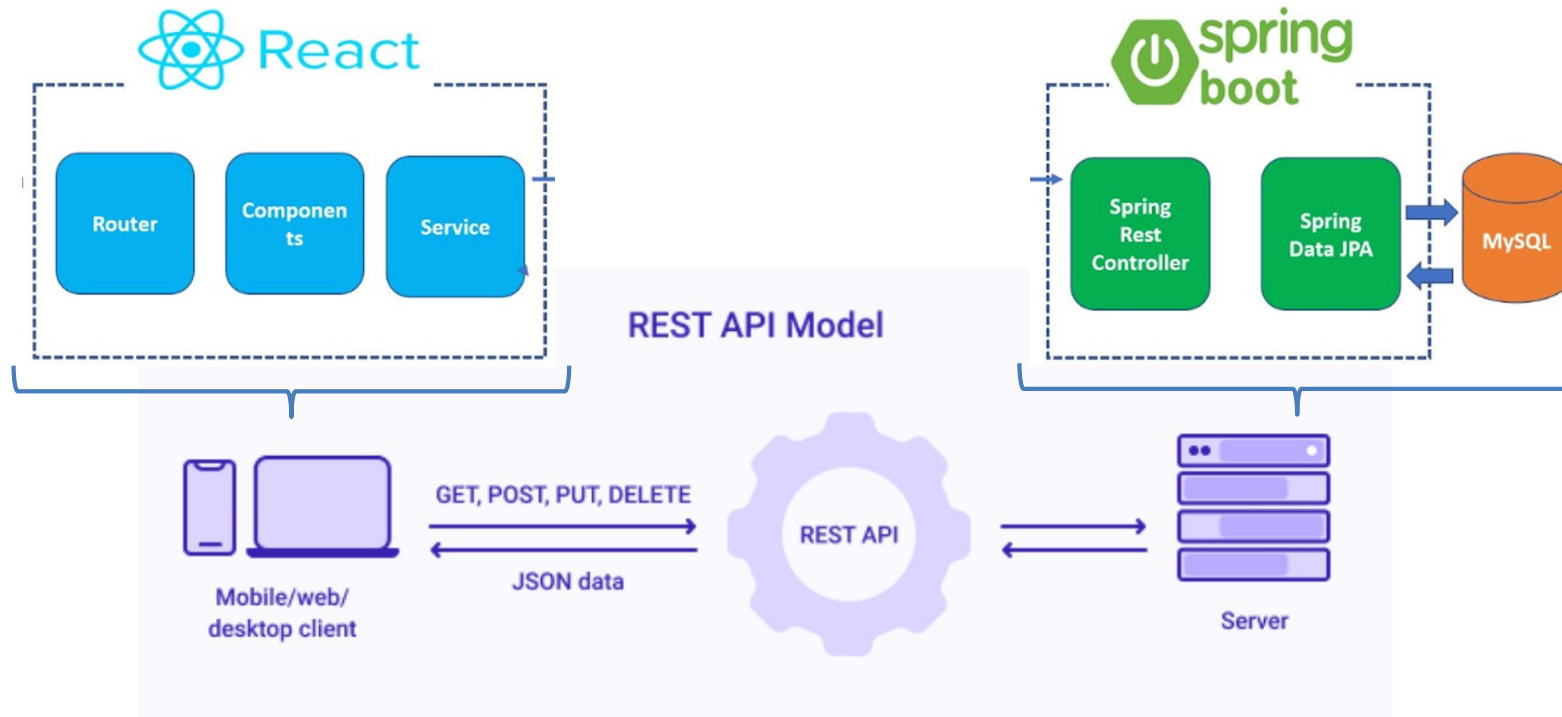 React
spring
boot
Router
Componen
ts
Service
Spring
Rest
Controller
Spring
Data JPA
MySQL
REST API Model
GET, POST, PUT, DELETE
REST API
JSON data
Mobile/web/
desktop client
Server